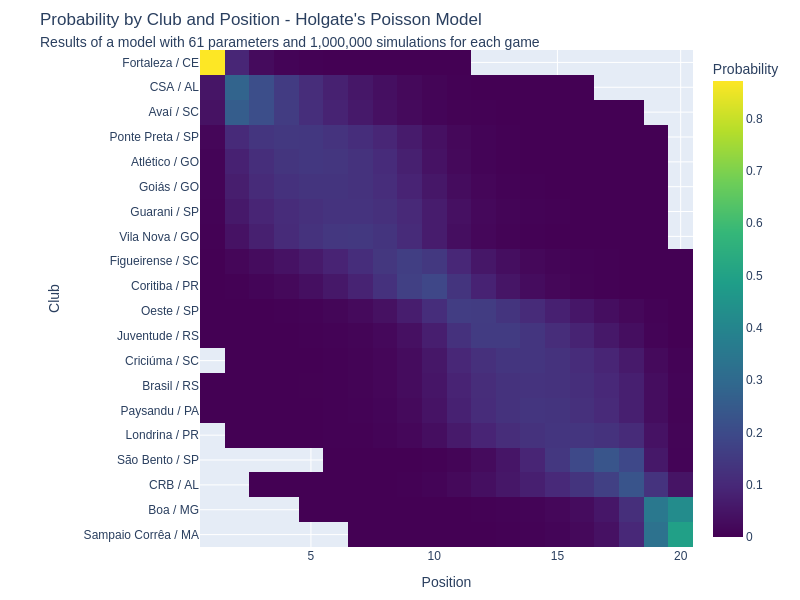 Probability by Club and Position - Holgate's Poisson Model
Results of a model with 61 parameters and 1,000,000 simulations for each game
Fortaleza / CE
CSA / AL
Avaí / SC
Ponte Preta / SP
Atlético / GO
Goiás / GO
Guarani / SP
Vila Nova / GO
Figueirense / SC
Coritiba / PR
Oeste / SP
Juventude / RS
Criciúma / SC
Brasil / RS
Paysandu / PA
Londrina / PR
São Bento / SP
CRB / AL
Boa / MG
Sampaio Corrêa / MA
Club
5
10
15
20
Position
Probability
0.8
0.7
0.6
0.5
0.4
0.3
0.2
0.1
0